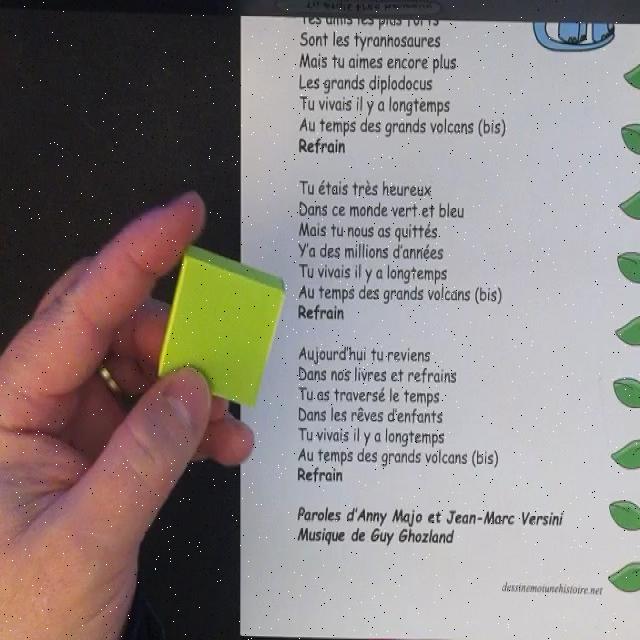 Tes amis les plus forts
Sont les tyrannosaures
Mais tu aimes encore plus
Les grands diplodocus
Tu vivais il y a longtemps
Au temps des grands volcans (bis)
Refrain
Tu étais très heureux
Dans ce monde vert et bleu
Mais tu nous as quittés.
Y'a des millions d'années
Tu vivais il y a longtemps
Au temps des grands volcans (bis)
Refrain
Aujourd'hui tu reviens
Dans nos livres et refrains
Tu as traversé le temps
Dans les rêves d'enfants
Tu vivais il y a longtemps
Au temps des grands volcans (bis)
Refrain
Paroles d'Anny Majo et Jean-Marc Versini
Musique de Guy Ghozland
dessinemoiunehistoire.net